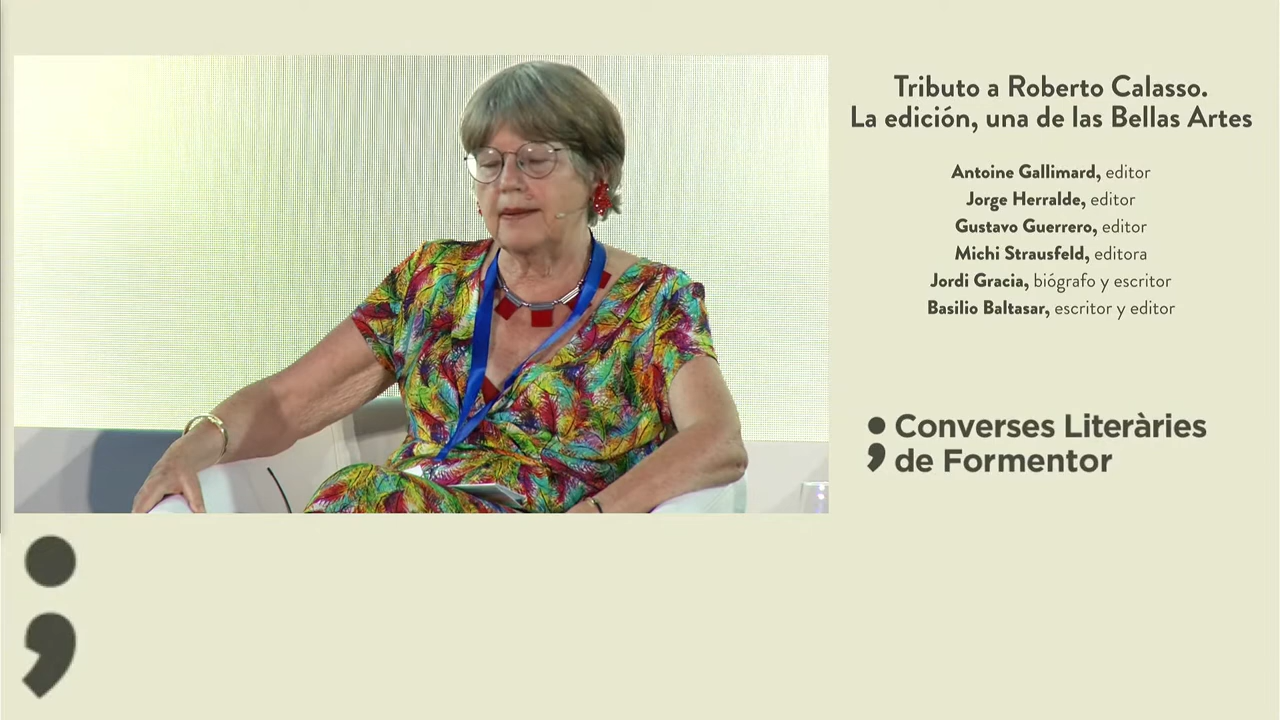 Tributo a Roberto Calasso.
La edición, una de las Bellas Artes
Antoine Gallimard, editor
Jorge Herralde, editor
Gustavo Guerrero, editor
Michi Strausfeld, editora
Jordi Gracia, biógrafo y escritor
Basilio Baltasar, escritor y editor
Converses Literàries
de Formentor